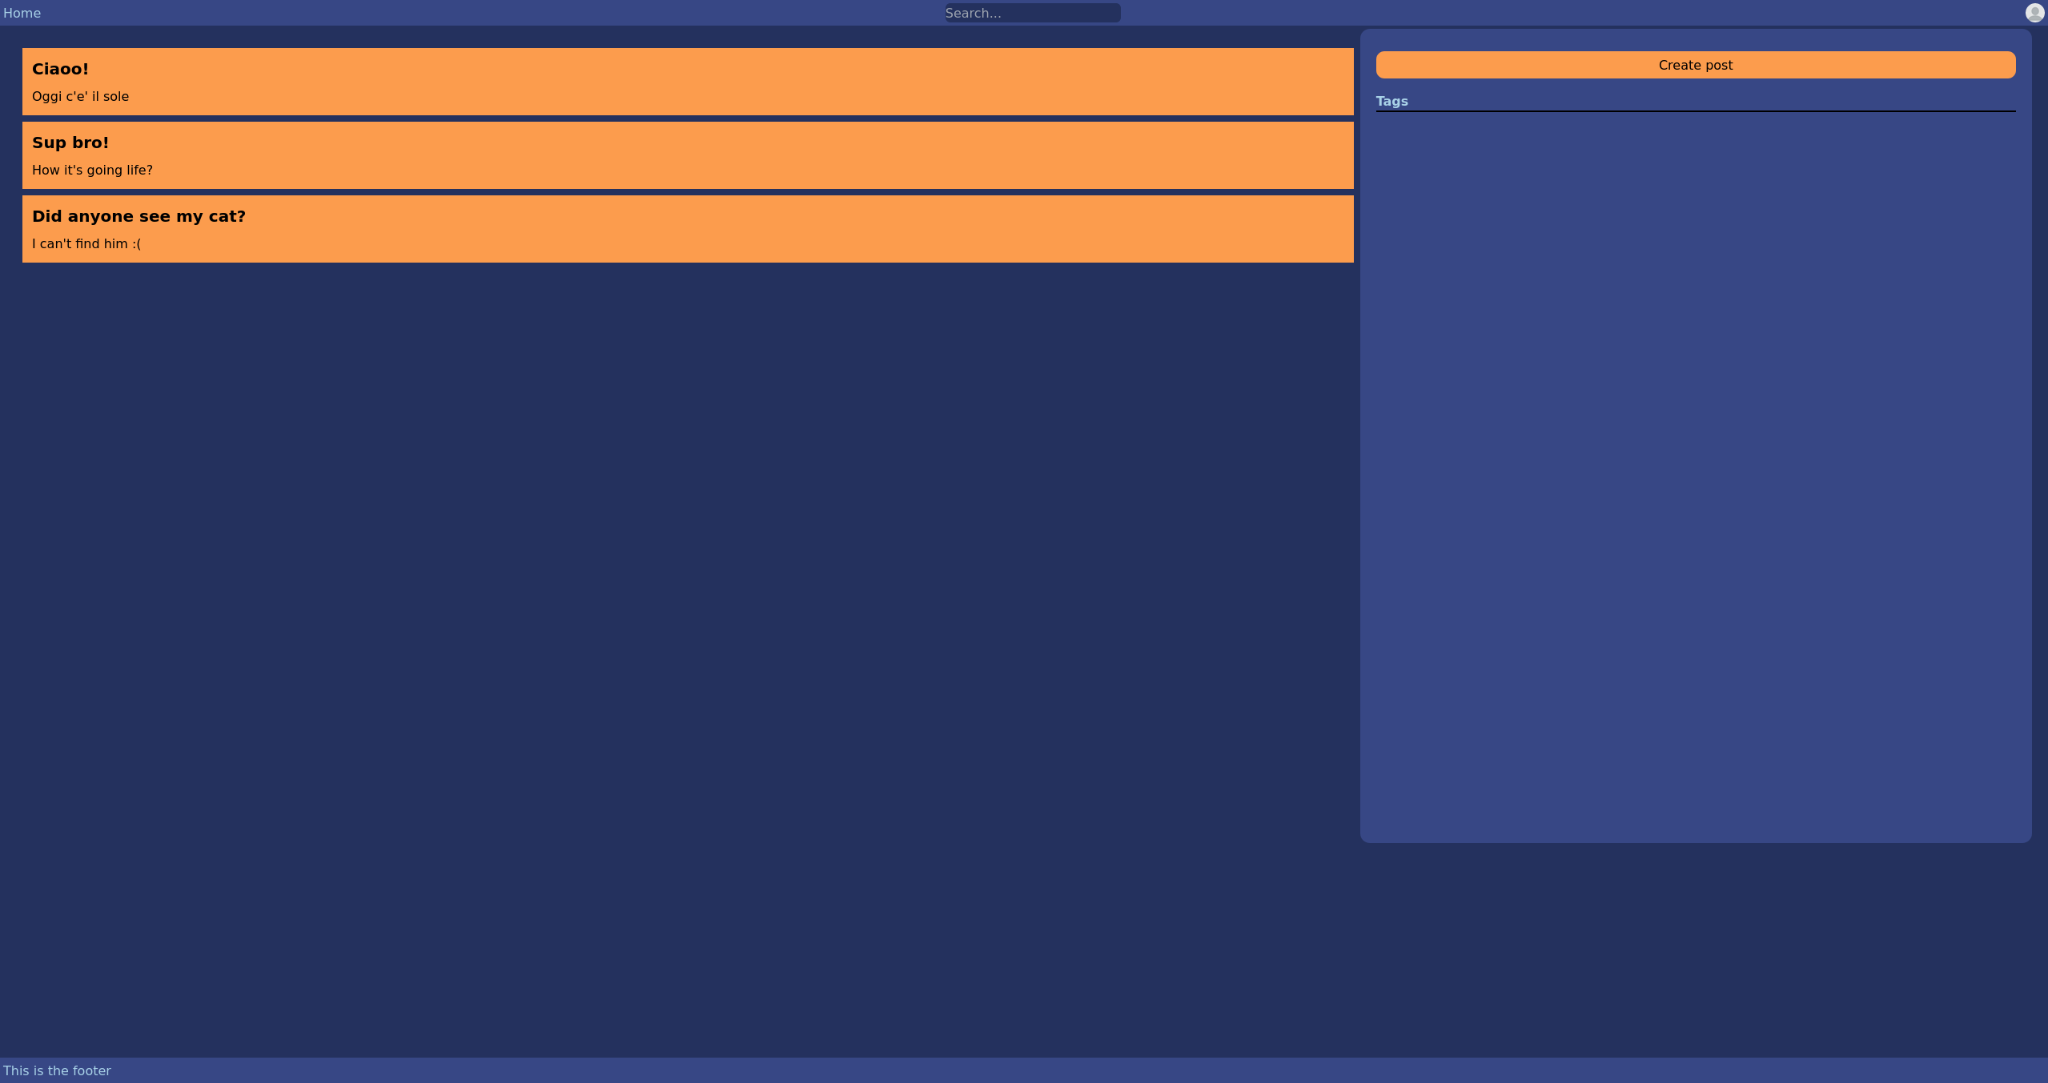 Home
Search...
Ciaoo!
Oggi c'e' il sole
Sup bro!
How it's going life?
Did anyone see my cat?
I can't find him :(
Create post
Tags
This is the footer